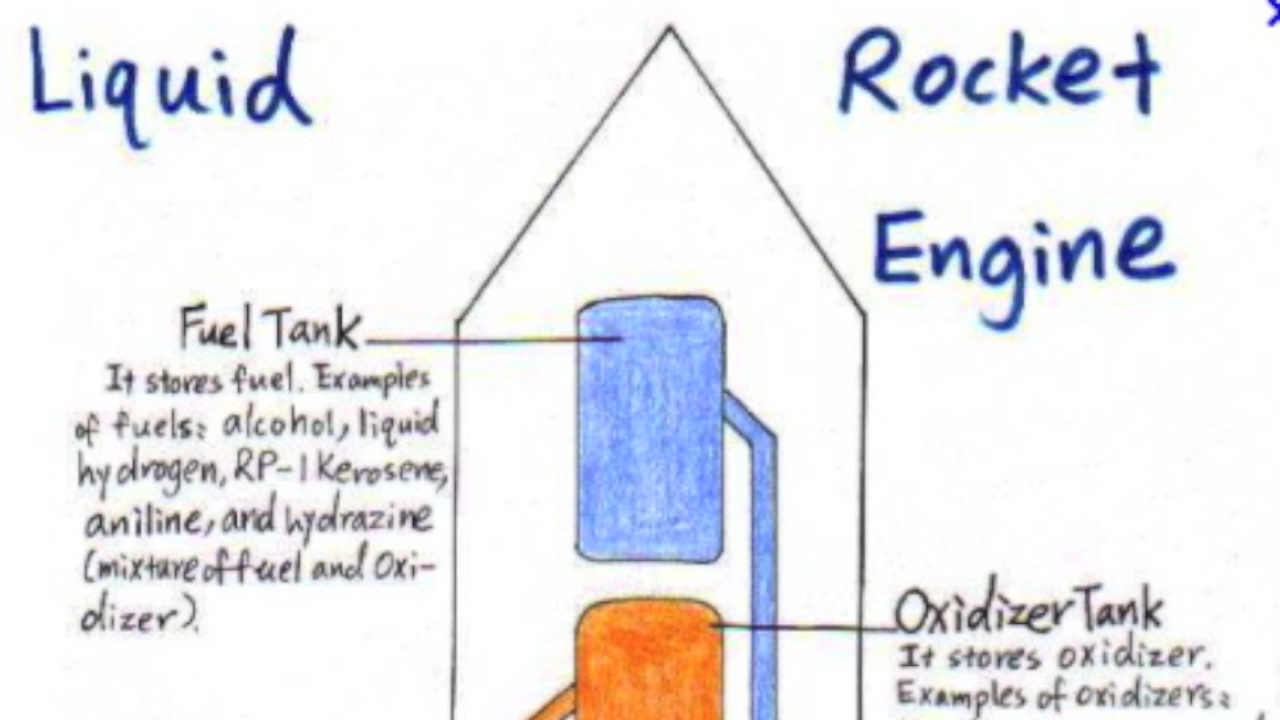 Liquid
Rocket
Engine
Fuel Tank
It stores fuel. Examples
of fuels: alcohol, liquid
hydrogen, RP-1 Kerosene,
aniline, and hydrazine
(mixture of fuel and Oxi-
dizer).
Oxidizer Tank
It stores oxidizer.
Examples of oxidizers: